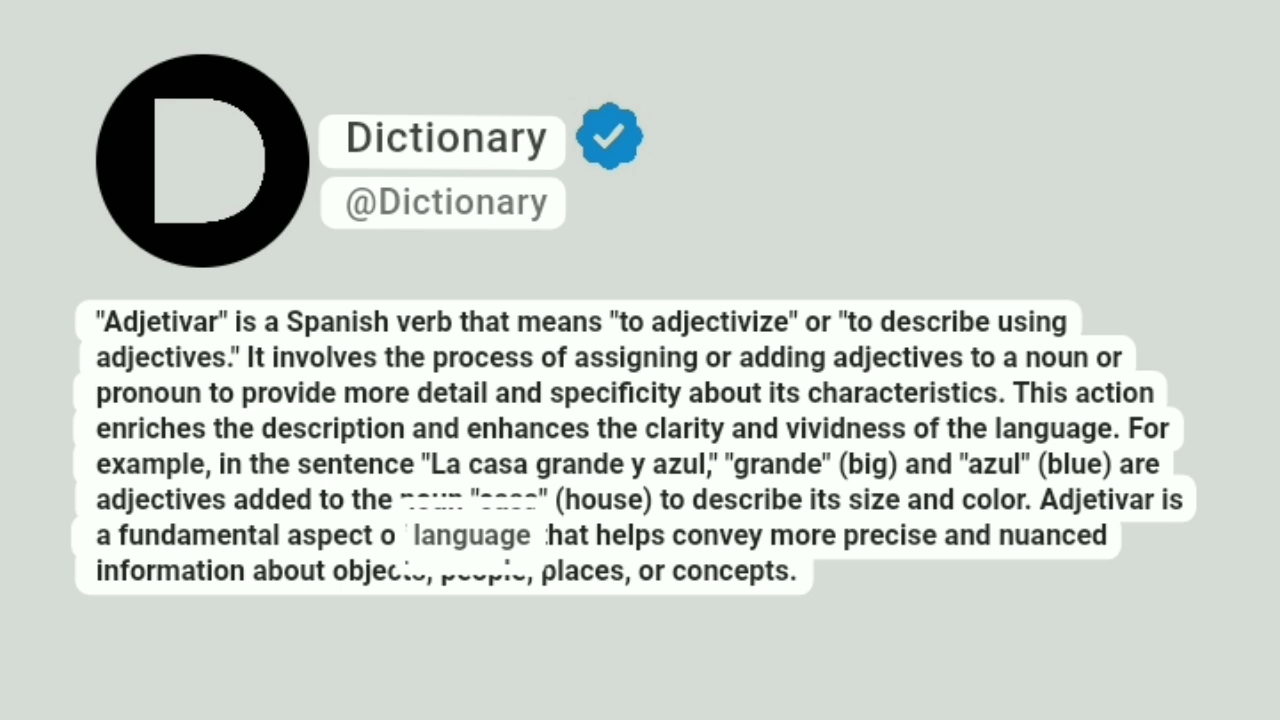 D
Dictionary
@Dictionary
"Adjetivar" is a Spanish verb that means "to adjectivize" or "to describe using
adjectives." It involves the process of assigning or adding adjectives to a noun or
pronoun to provide more detail and specificity about its characteristics. This action
enriches the description and enhances the clarity and vividness of the language. For
example, in the sentence "La casa grande y azul," "grande" (big) and "azul" (blue) are
adjectives added to the (house) to describe its size and color. Adjetivar is
a fundamental aspect language helps convey more precise and nuanced
information about places, or concepts.